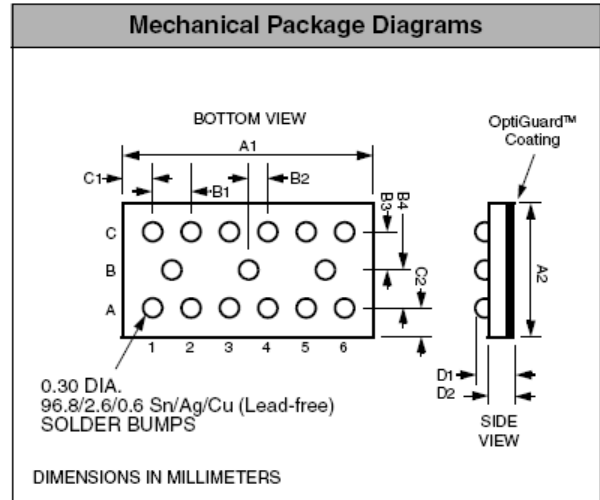 Mechanical Package Diagrams
BOTTOM VIEW
OptiGuard™
Coating
A1
C1
B1
B2
B3
B4
C
B
A
C2
A2
1 2 3 4 5 6
D1
D2
0.30 DIA.
96.8/2.6/0.6 Sn/Ag/Cu (Lead-free)
SOLDER BUMPS
SIDE
VIEW
DIMENSIONS IN MILLIMETERS